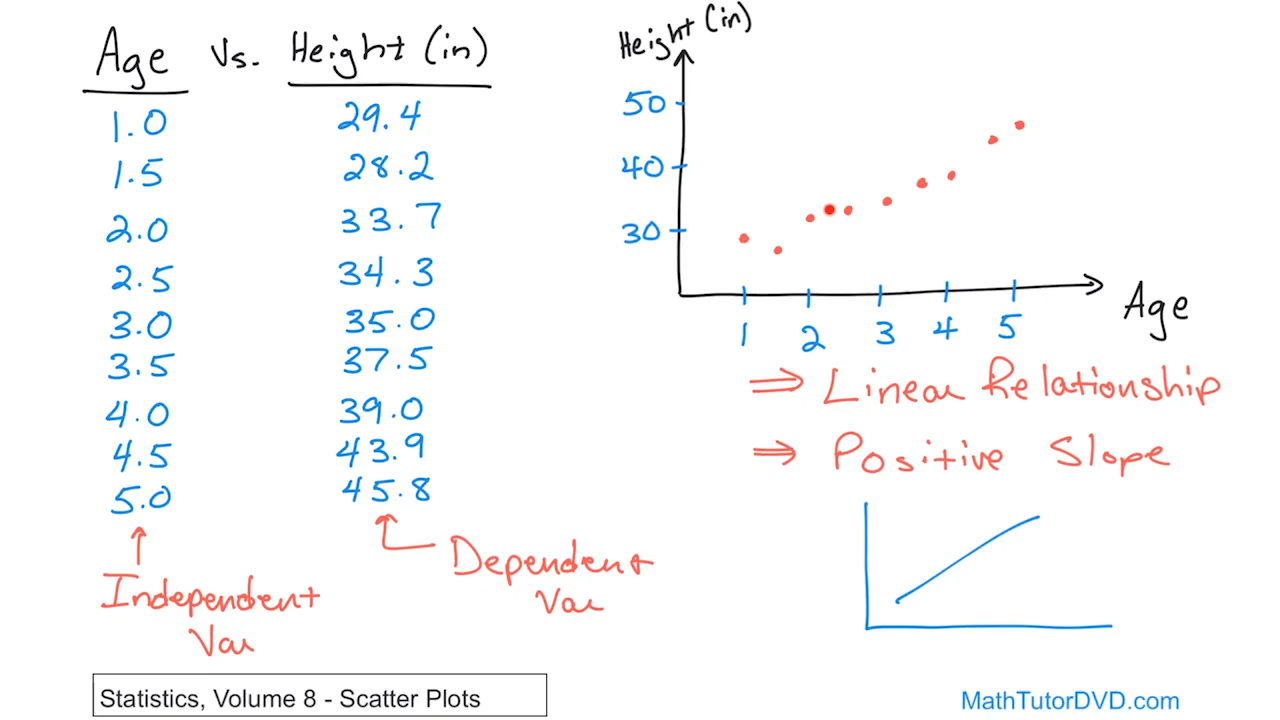 Age Vs. Height (in)
1.0 29.4
1.5 28.2
2.0 33.7
2.5 34.3
3.0 35.0
3.5 37.5
4.0 39.0
4.5 43.9
5.0 45.8
Independent
Var
Dependent
Var
Height (in)
50
40
30
1 2 3 4 5
Age
⇒ Linear Relationship
⇒ Positive Slope
Statistics, Volume 8 - Scatter Plots
MathTutorDVD.com